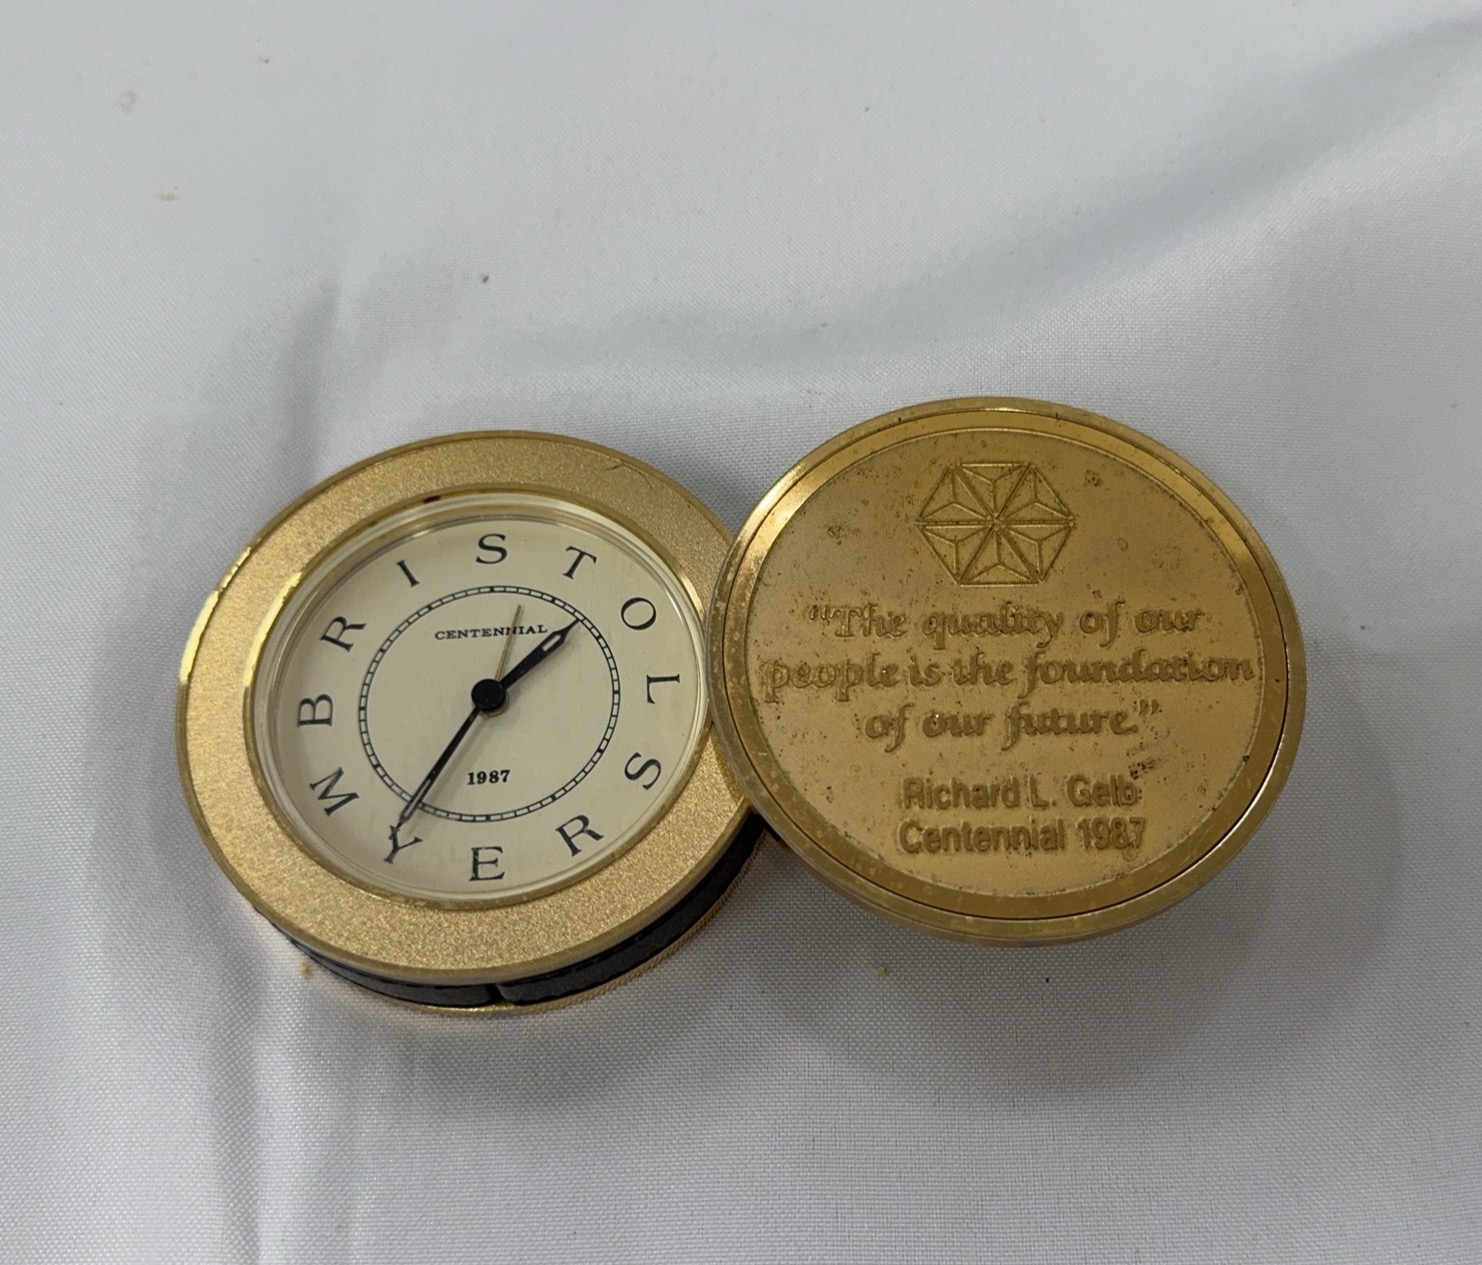 BRISTOL
MYERS
CENTENNIAL
1987
“The quality of our
people is the foundation
of our future.”
Richard L. Gelb
Centennial 1987